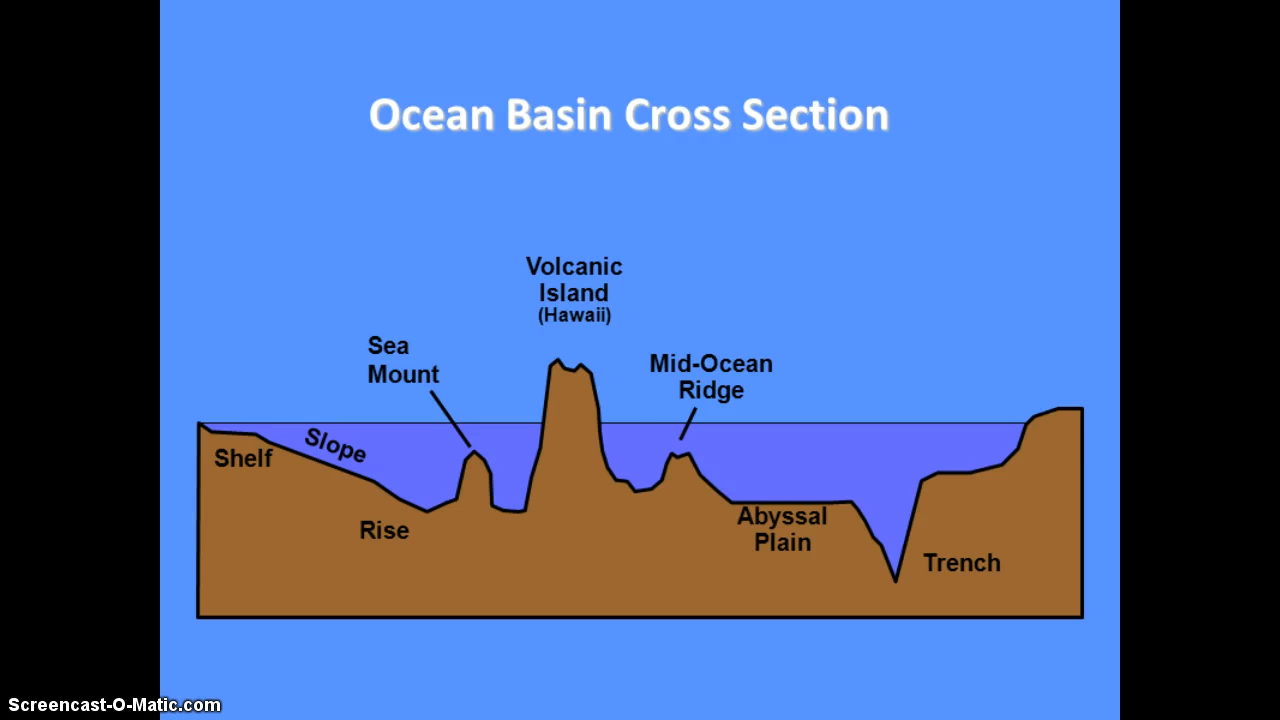 Ocean Basin Cross Section
Volcanic
Island
(Hawaii)
Sea
Mount
Mid-Ocean
Ridge
Slope
Shelf
Rise
Abyssal
Plain
Trench
Screencast-O-Matic.com